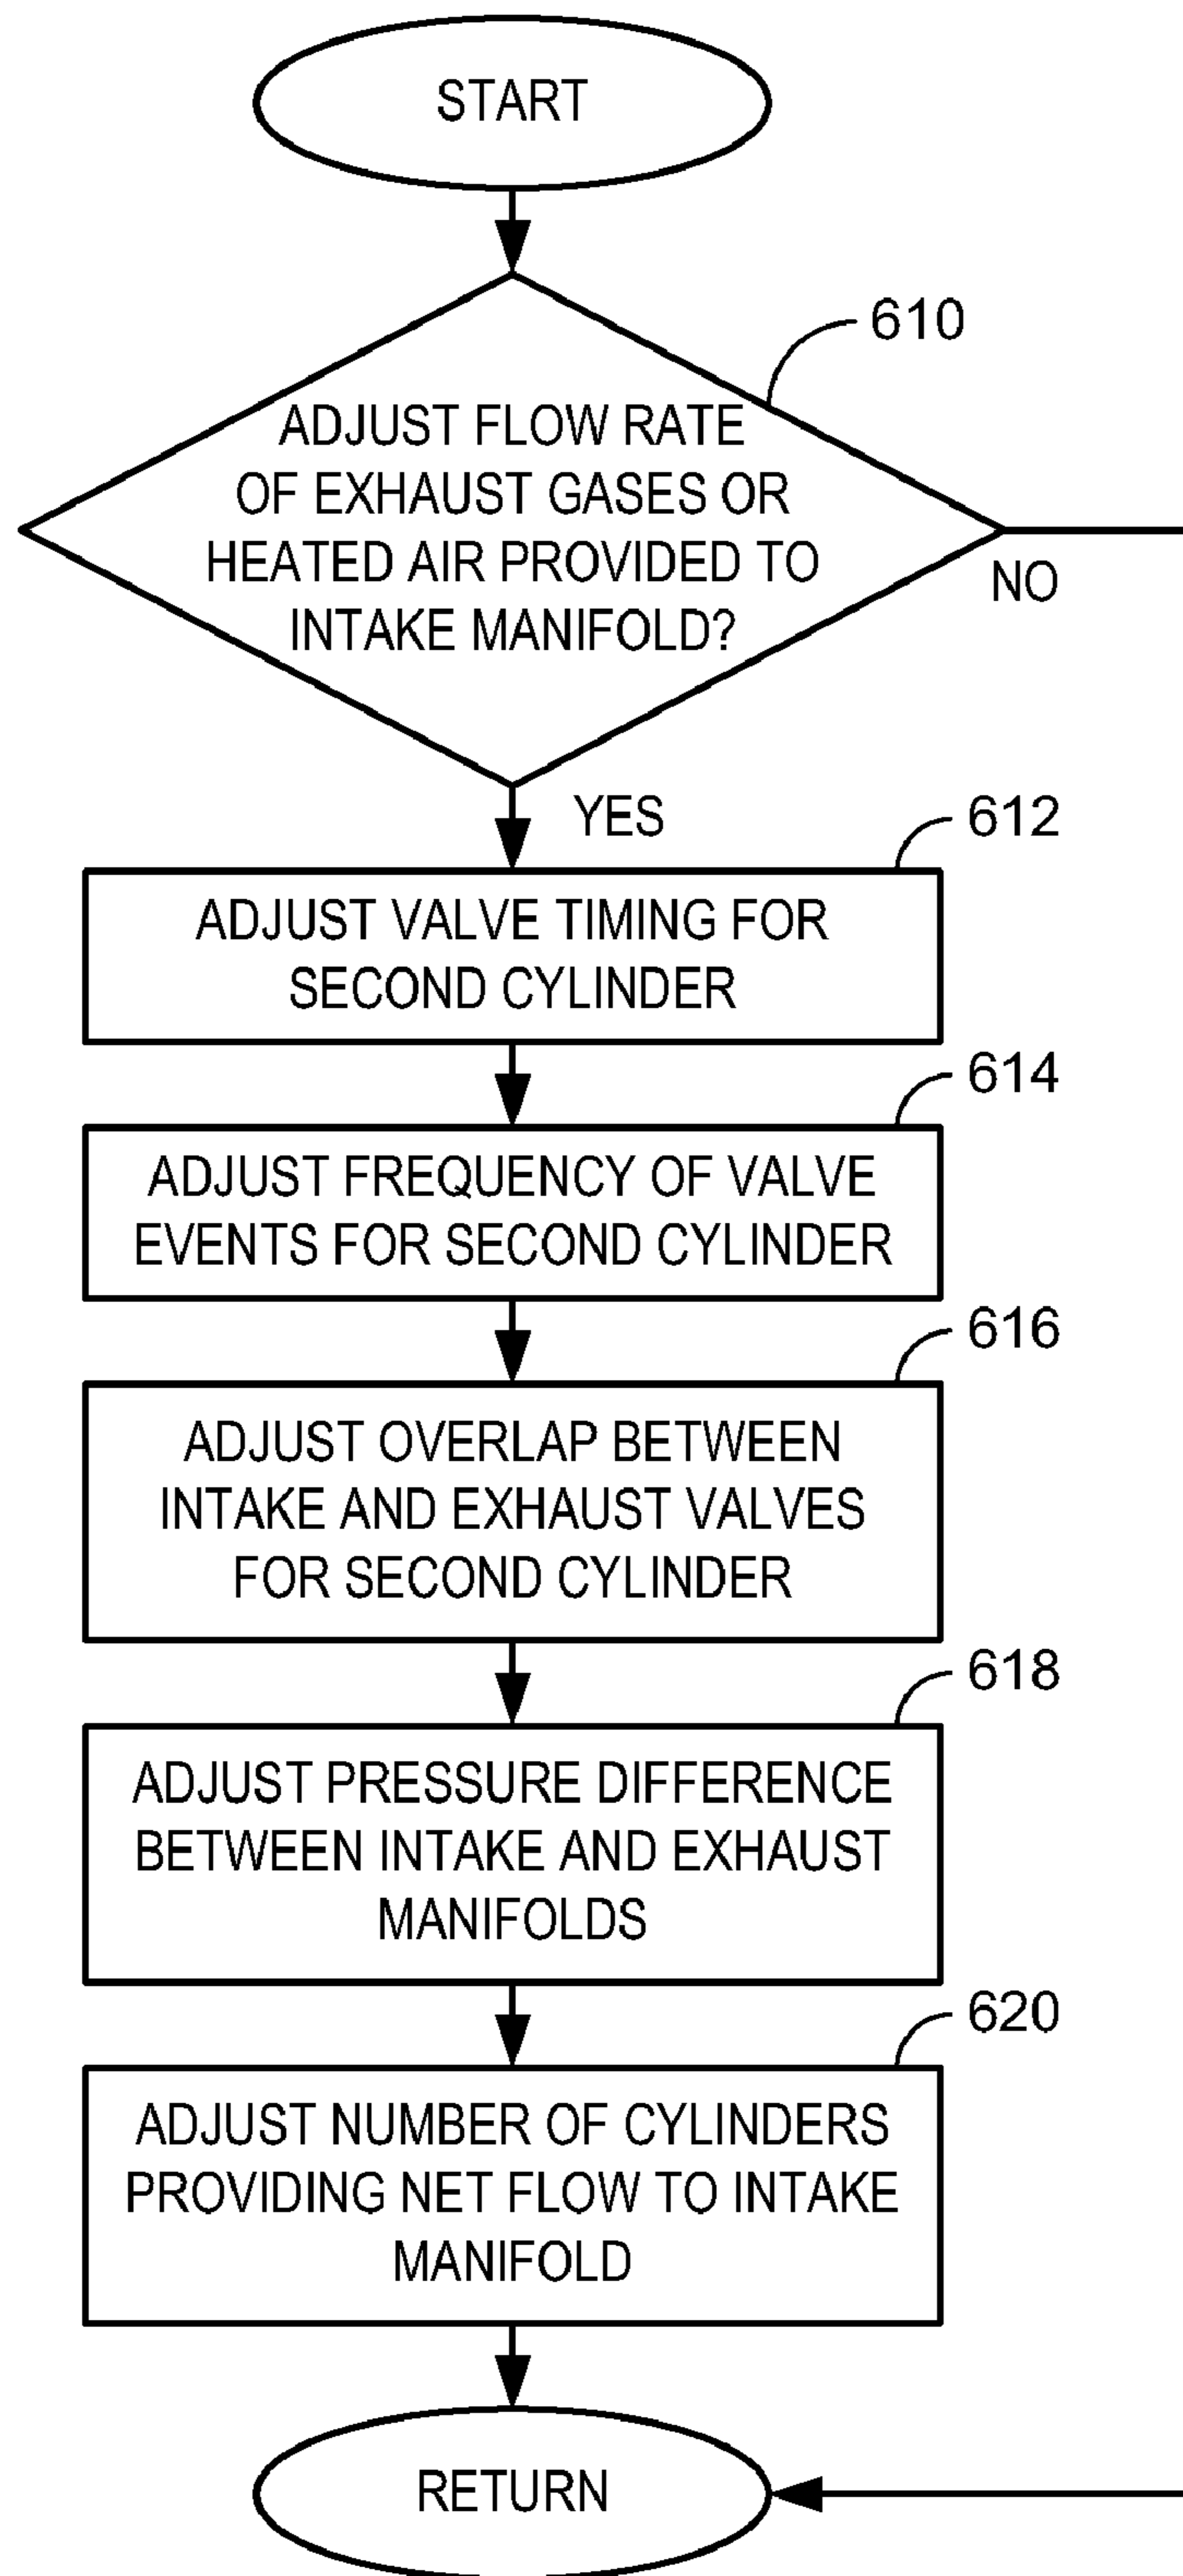 START
610
ADJUST FLOW RATE
OF EXHAUST GASES OR
HEATED AIR PROVIDED TO
INTAKE MANIFOLD?
NO
YES
612
ADJUST VALVE TIMING FOR
SECOND CYLINDER
614
ADJUST FREQUENCY OF VALVE
EVENTS FOR SECOND CYLINDER
616
ADJUST OVERLAP BETWEEN
INTAKE AND EXHAUST VALVES
FOR SECOND CYLINDER
618
ADJUST PRESSURE DIFFERENCE
BETWEEN INTAKE AND EXHAUST
MANIFOLDS
620
ADJUST NUMBER OF CYLINDERS
PROVIDING NET FLOW TO INTAKE
MANIFOLD
RETURN